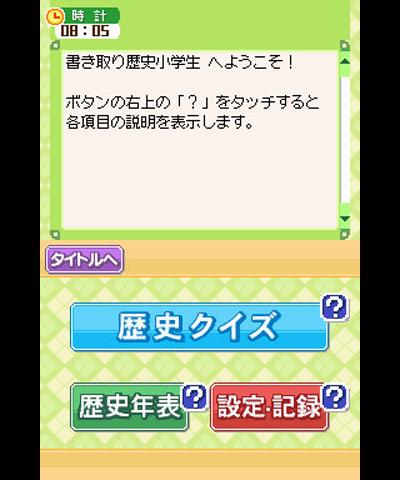 時計
08:05
書き取り歴史小学生 へようこそ！
ボタンの右上の「？」をタッチすると
各項目の説明を表示します。
タイトルへ
歴史クイズ
?
歴史年表
?
設定・記録
?